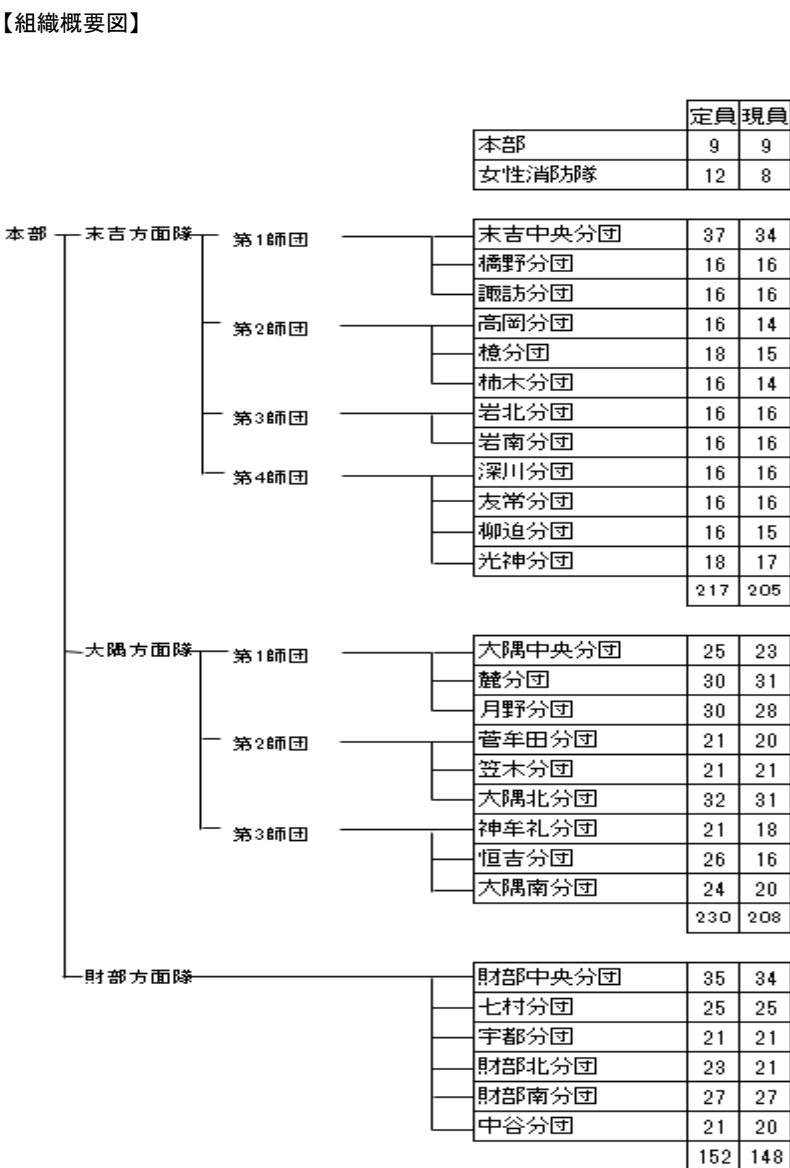 【組織概要図】
定員 現員
本部 9 9
女性消防隊 12 8
本部 末吉方面隊 第1師団 末吉中央分団 37 34
橋野分団 16 16
諏訪分団 16 16
第2師団 高岡分団 16 14
檍分団 18 15
柿木分団 16 14
第3師団 岩北分団 16 16
岩南分団 16 16
第4師団 深川分団 16 16
友常分団 16 16
柳迫分団 16 15
光神分団 18 17
217 205
大隅方面隊 第1師団 大隅中央分団 25 23
麓分団 30 31
月野分団 30 28
第2師団 菅牟田分団 21 20
笠木分団 21 21
大隅北分団 32 31
第3師団 神牟礼分団 21 18
恒吉分団 26 16
大隅南分団 24 20
230 208
財部方面隊 財部中央分団 35 34
七村分団 25 25
宇都分団 21 21
財部北分団 23 21
財部南分団 27 27
中谷分団 21 20
152 148